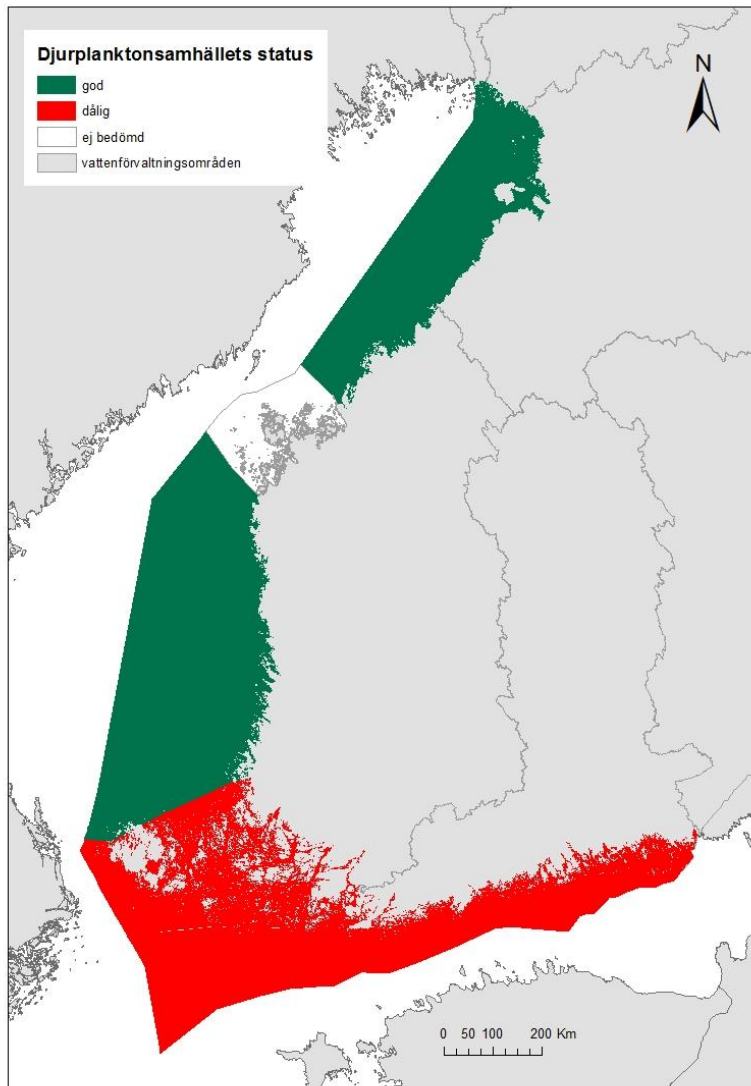 Djurplanktonsamhällets status
god
dålig
ej bedömd
vattenförvaltningsområden
N
0 50 100 200 Km